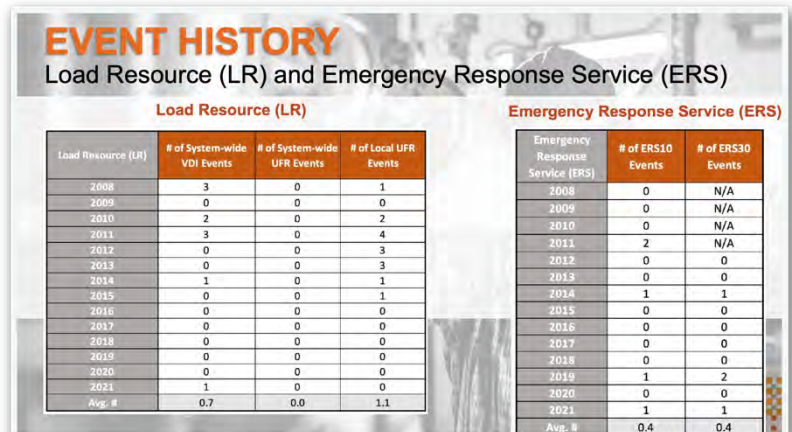 EVENT HISTORY
Load Resource (LR) and Emergency Response Service (ERS)
Load Resource (LR)
Load Resource (LR) # of System-wide VDI Events # of System-wide UFR Events # of Local UFR Events
2008 3 0 1
2009 0 0 0
2010 2 0 2
2011 3 0 4
2012 0 0 3
2013 0 0 3
2014 1 0 1
2015 0 0 1
2016 0 0 0
2017 0 0 0
2018 0 0 0
2019 0 0 0
2020 0 0 0
2021 1 0 0
Avg. # 0.7 0.0 1.1
Emergency Response Service (ERS)
Emergency Response Service (ERS) # of ERS10 Events # of ERS30 Events
2008 0 N/A
2009 0 N/A
2010 0 N/A
2011 2 N/A
2012 0 0
2013 0 0
2014 1 1
2015 0 0
2016 0 0
2017 0 0
2018 0 0
2019 1 2
2020 0 0
2021 1 1
Avg. # 0.4 0.4